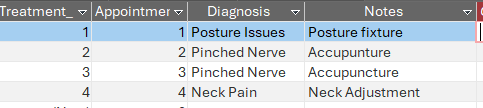 Treatment_ Appointmen Diagnosis Notes
1 1 Posture Issues Posture fixture
2 2 Pinched Nerve Accupunture
3 3 Pinched Nerve Accupuncture
4 4 Neck Pain Neck Adjustment